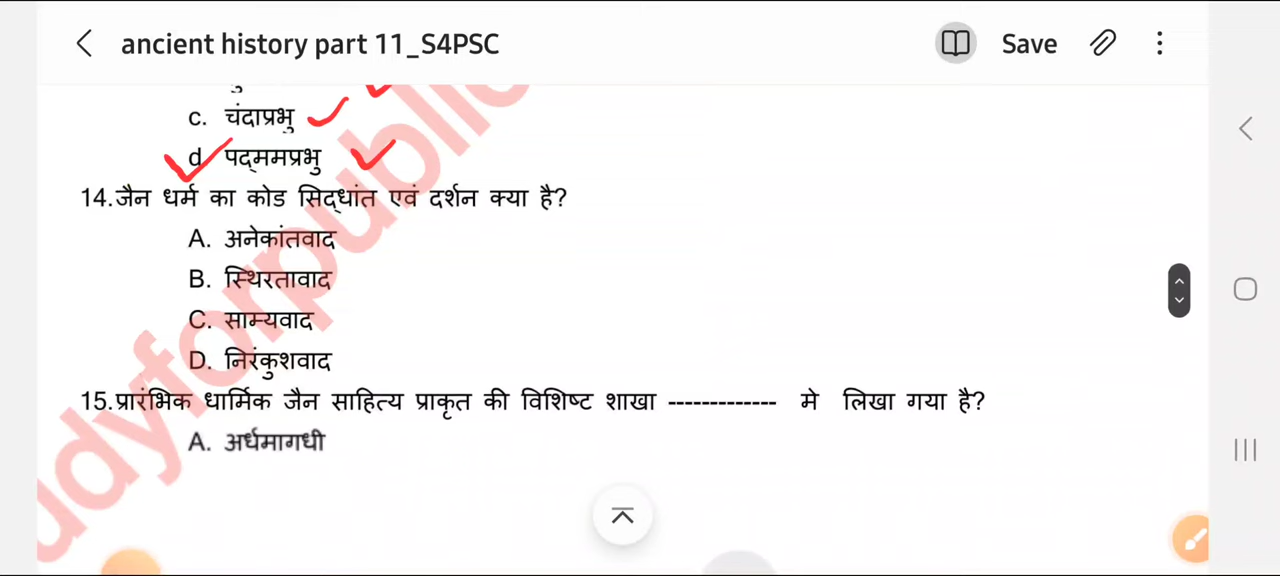 ancient history part 11_S4PSC
Save
c. चंदाप्रभु
d पद्ममप्रभु
14.जैन धर्म का कोड सिद्धांत एवं दर्शन क्या है?
A. अनेकांतवाद
B. स्थिरतावाद
C. साम्यवाद
D. निरंकुशवाद
15.प्रारंभिक धार्मिक जैन साहित्य प्राकृत की विशिष्ट शाखा ------------- मे लिखा गया है?
A. अर्धमागधी
udyforpublic